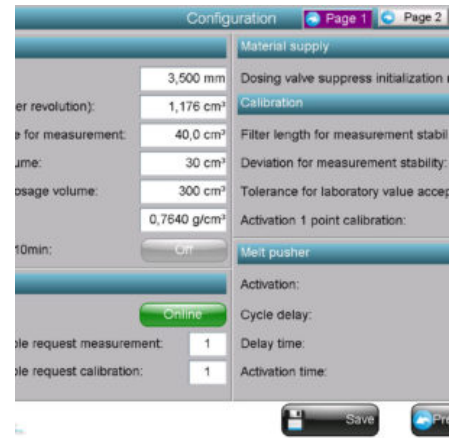 Configuration Page 1 Page 2
Material supply
3,500 mm Dosing valve suppress initialization
er revolution): 1,176 cm³ Calibration
e for measurement: 40,0 cm³ Filter length for measurement stabil
ume: 30 cm³ Deviation for measurement stability:
osage volume: 300 cm³ Tolerance for laboratory value accep
0,7640 g/cm³ Activation 1 point calibration:
10min: Off Melt pusher
Activation:
Online Cycle delay:
ple request measurement: 1 Delay time:
ple request calibration: 1 Activation time:
Save Pre